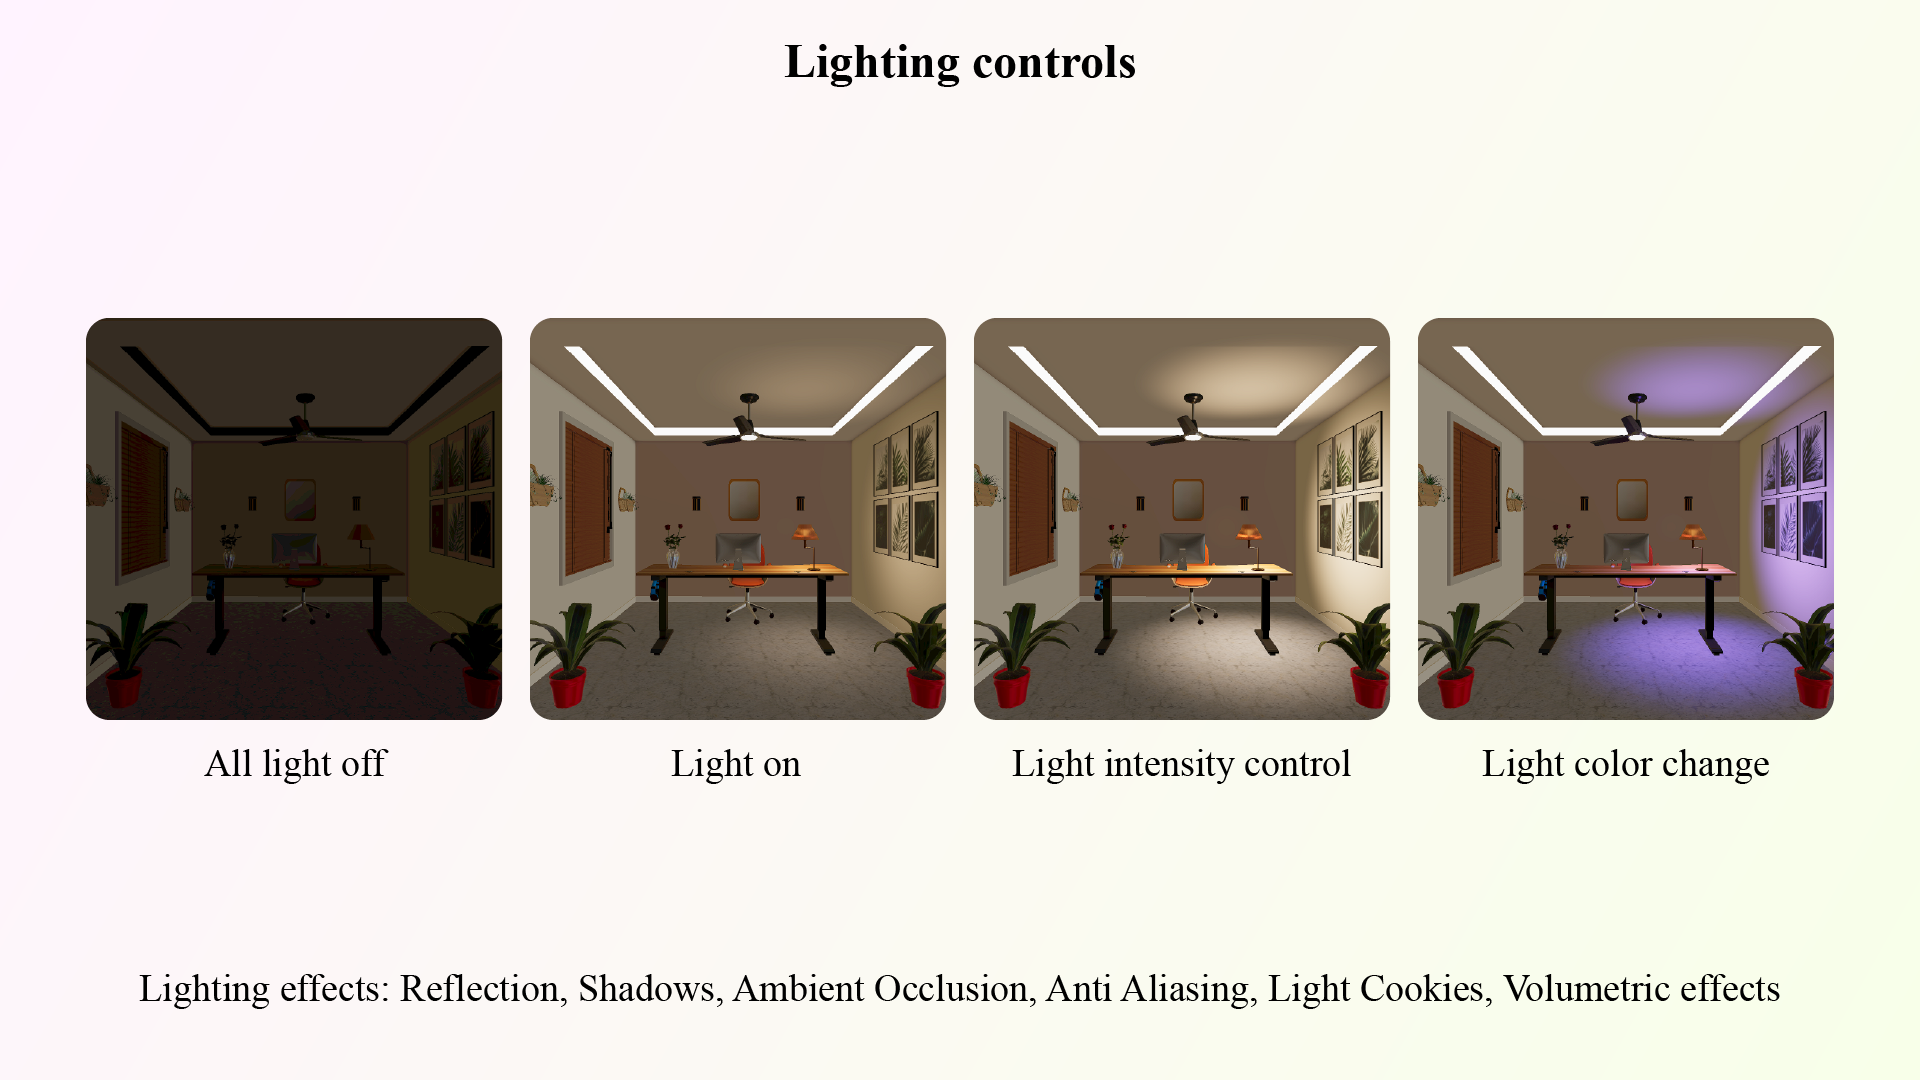 Lighting controls
All light off
Light on
Light intensity control
Light color change
Lighting effects: Reflection, Shadows, Ambient Occlusion, Anti Aliasing, Light Cookies, Volumetric effects